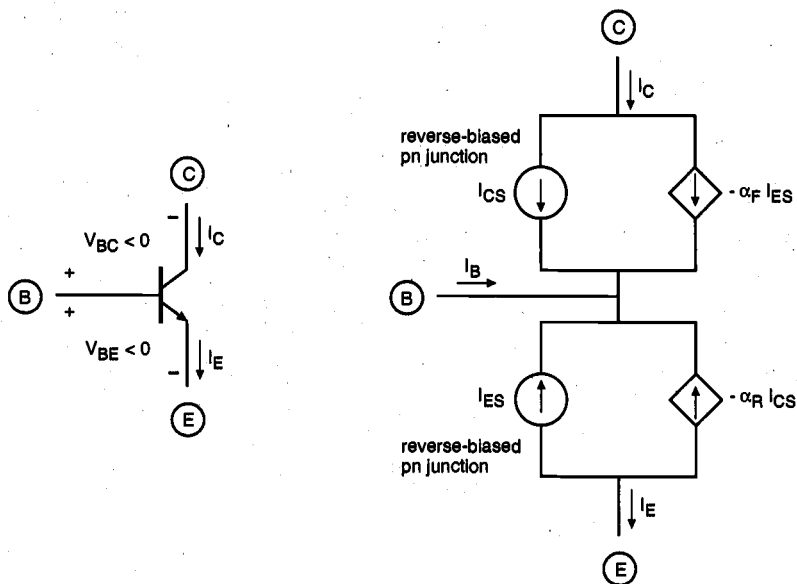 C
V_BC < 0
-
I_C
B
+
+
V_BE < 0
-
I_E
E
C
I_C
reverse-biased
pn junction
I_CS
- α_F I_ES
I_B
B
I_ES
- α_R I_CS
reverse-biased
pn junction
I_E
E